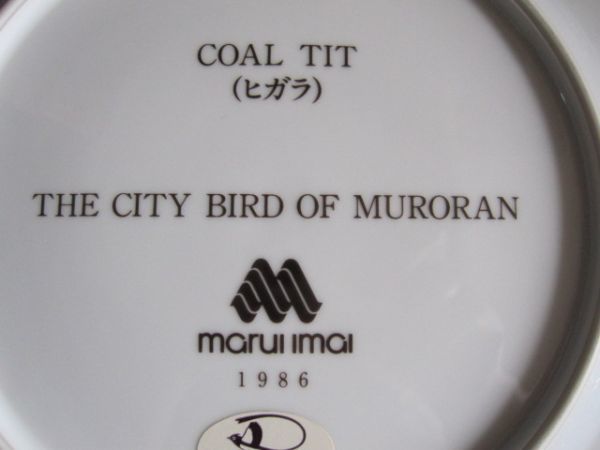 COAL TIT
(ヒガラ)
THE CITY BIRD OF MURORAN
marui imai
1986